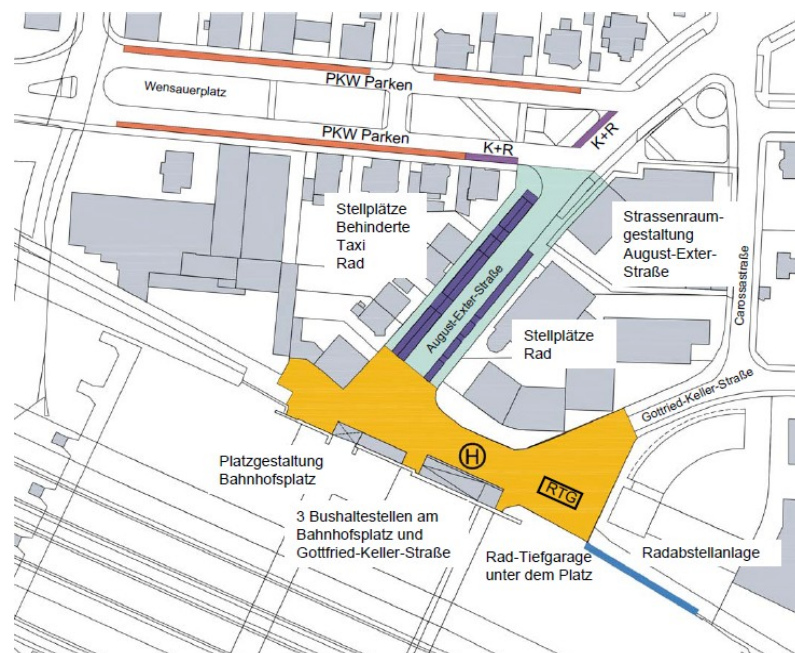 PKW Parken
Wensauerplatz
PKW Parken
K+R
K+R
Stellplätze
Behinderte
Taxi
Rad
Strassenraum-
gestaltung
August-Exter-
Straße
August-Exter-Straße
Carossastraße
Stellplätze
Rad
Gottfried-Keller-Straße
H
RTG
Platzgestaltung
Bahnhofsplatz
3 Bushaltestellen am
Bahnhofsplatz und
Gottfried-Keller-Straße
Rad-Tiefgarage
unter dem Platz
Radabstellanlage